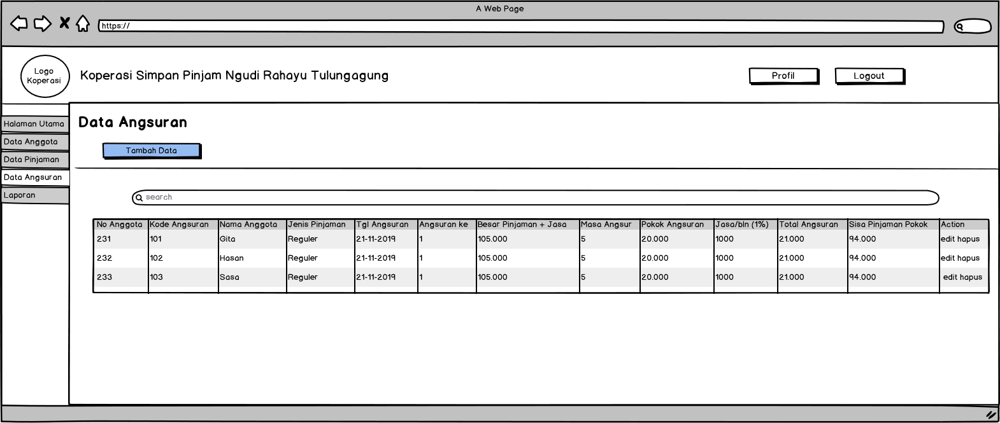 A Web Page
https://
Logo
Koperasi
Koperasi Simpan Pinjam Ngudi Rahayu Tulungagung
Profil
Logout
Halaman Utama
Data Anggota
Data Pinjaman
Data Angsuran
Laporan
Data Angsuran
Tambah Data
search
No Anggota Kode Angsuran Nama Anggota Jenis Pinjaman Tgl Angsuran Angsuran ke Besar Pinjaman + Jasa Masa Angsur Pokok Angsuran Jasa/bln (1%) Total Angsuran Sisa Pinjaman Pokok Action
231 101 Gita Reguler 21-11-2019 1 105.000 5 20.000 1000 21.000 94.000 edit hapus
232 102 Hasan Reguler 21-11-2019 1 105.000 5 20.000 1000 21.000 94.000 edit hapus
233 103 Sasa Reguler 21-11-2019 1 105.000 5 20.000 1000 21.000 94.000 edit hapus